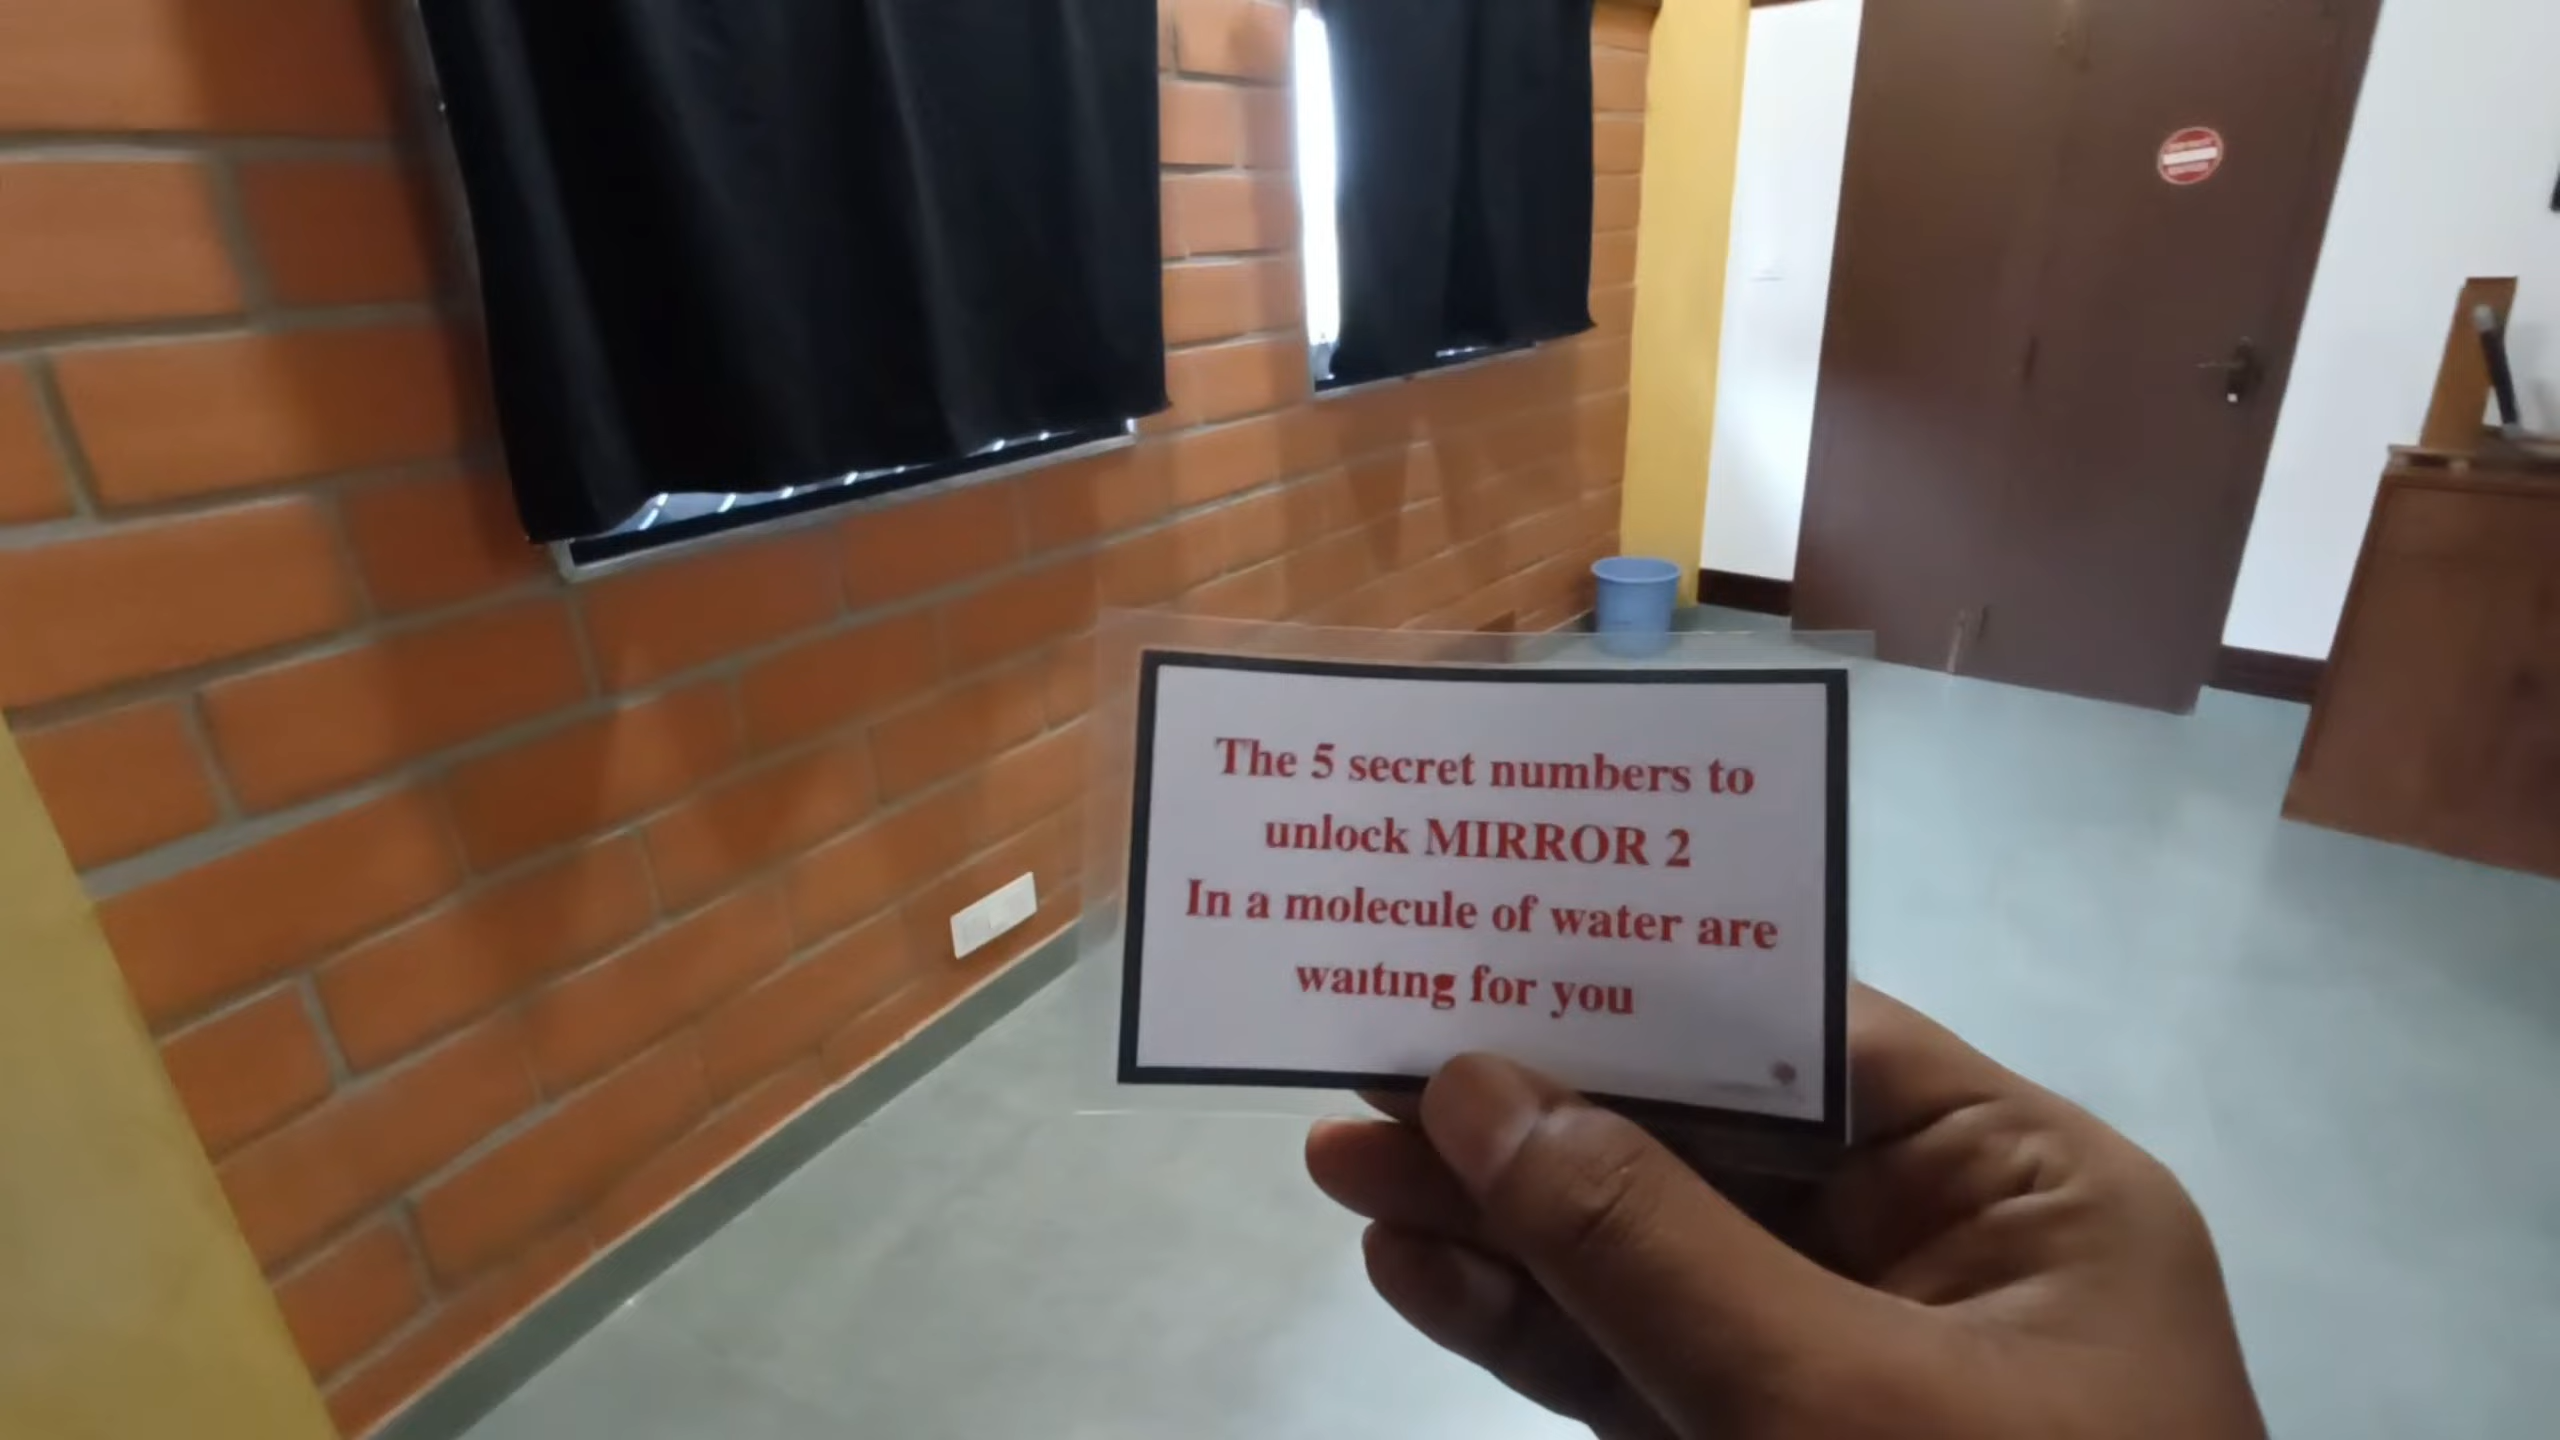 The 5 secret numbers to
unlock MIRROR 2
In a molecule of water are
waiting for you